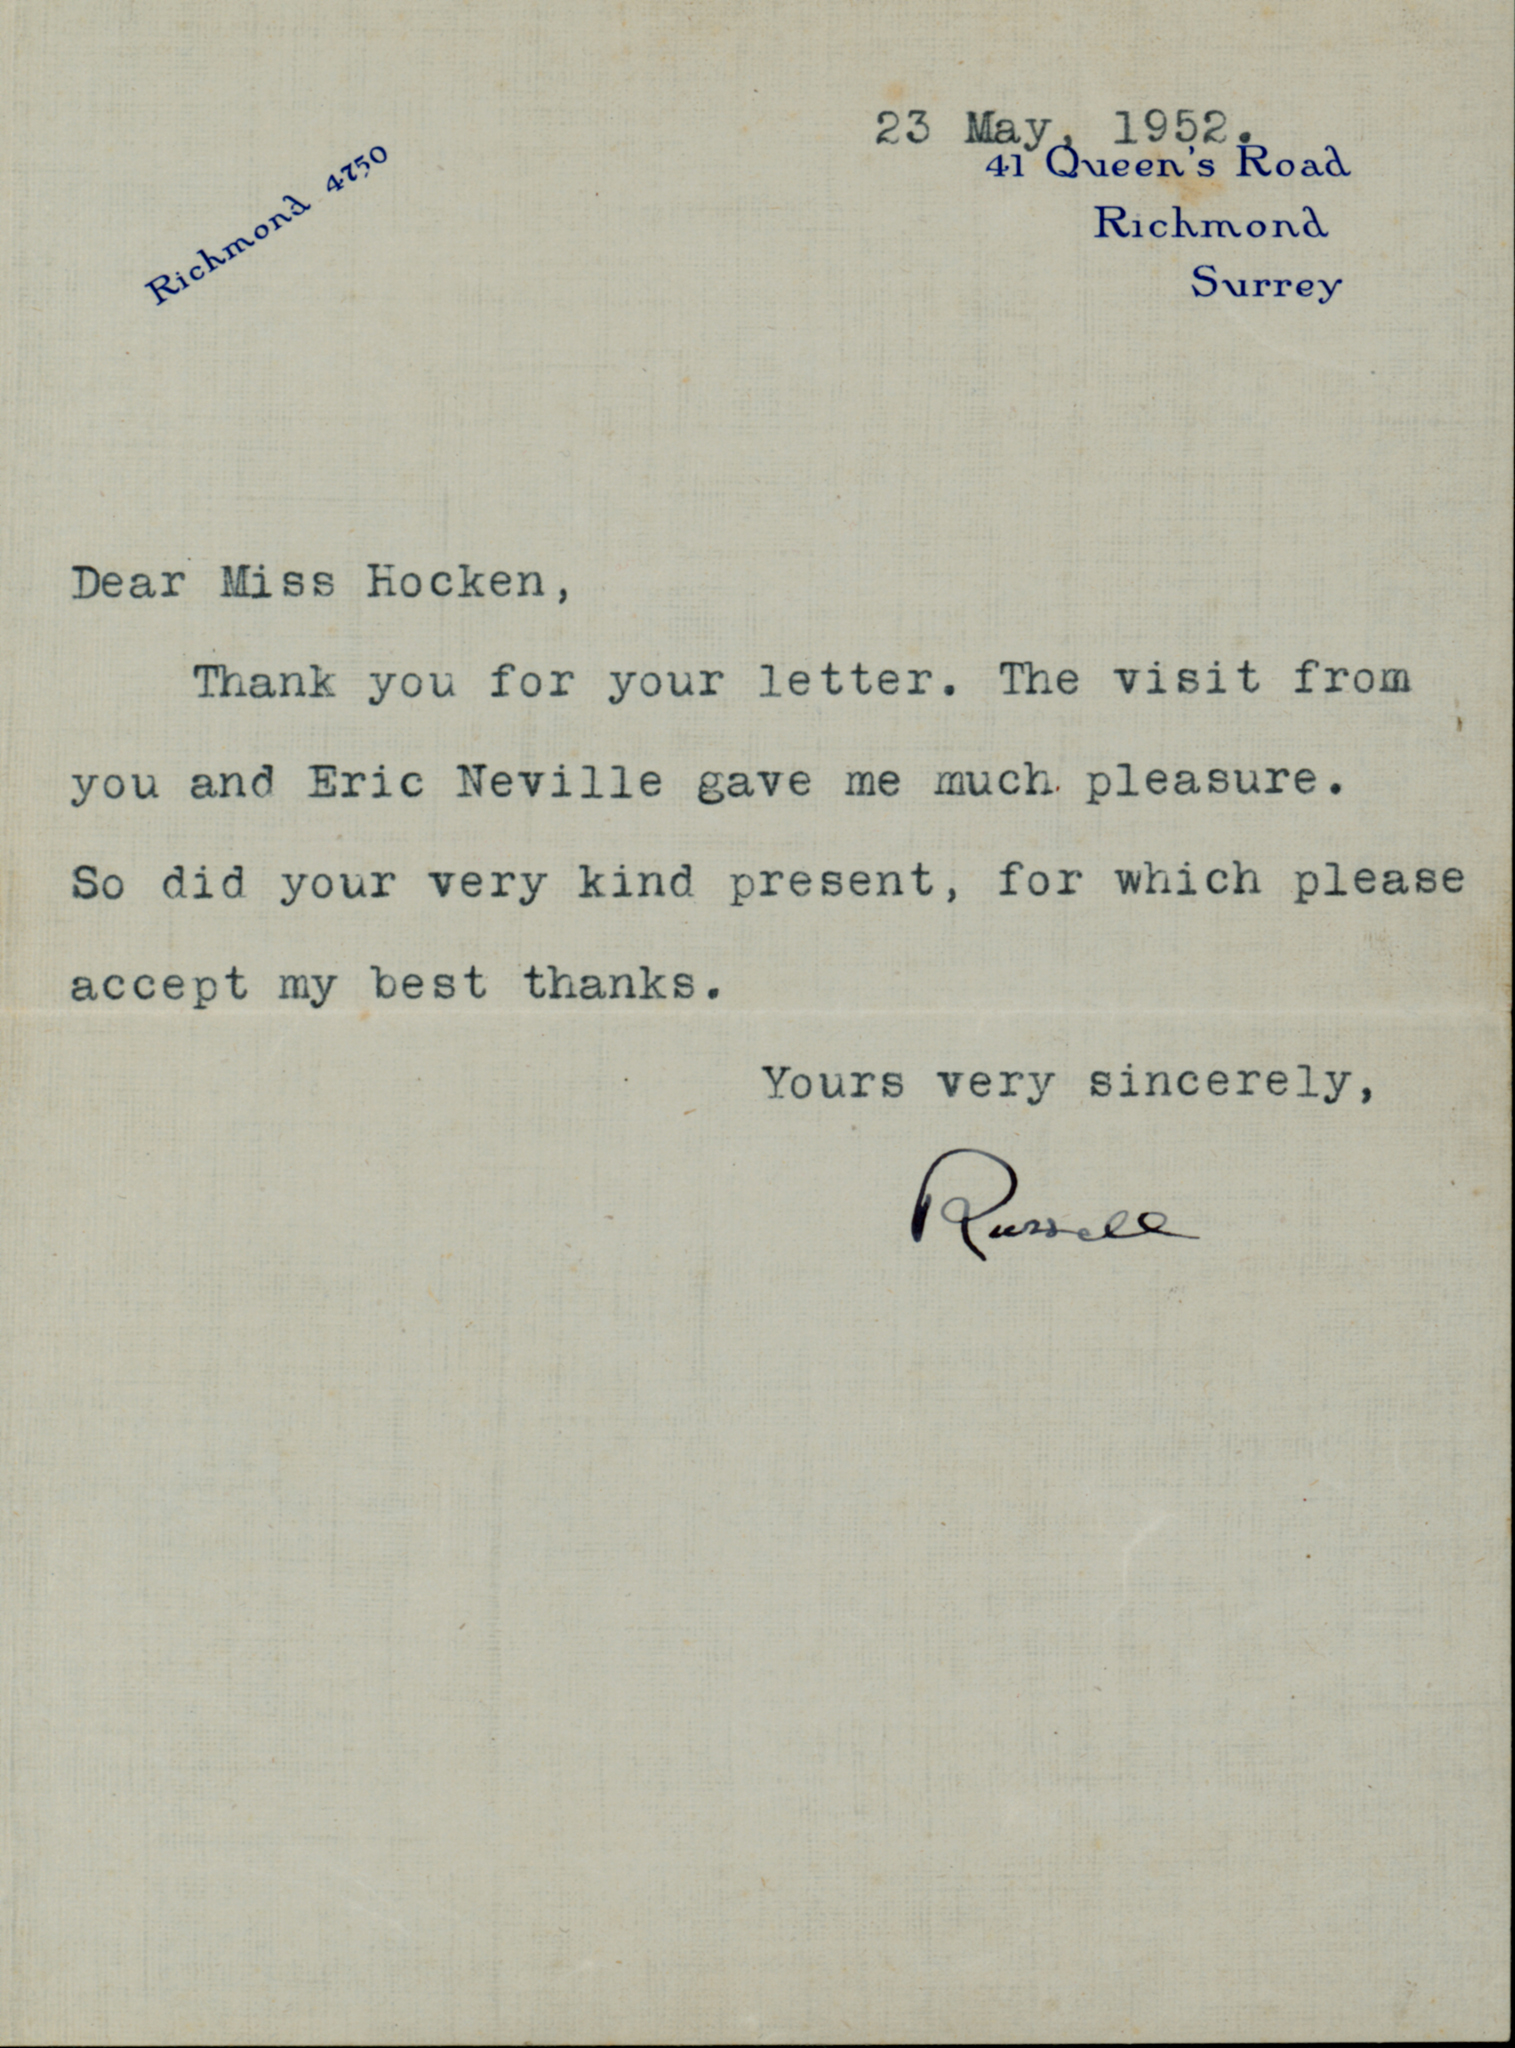 23 May, 1952.
Richmond 4750
41 Queen's Road
Richmond
Surrey
Dear Miss Hocken,
Thank you for your letter. The visit from
you and Eric Neville gave me much pleasure.
So did your very kind present, for which please
accept my best thanks.
Yours very sincerely,
Russell